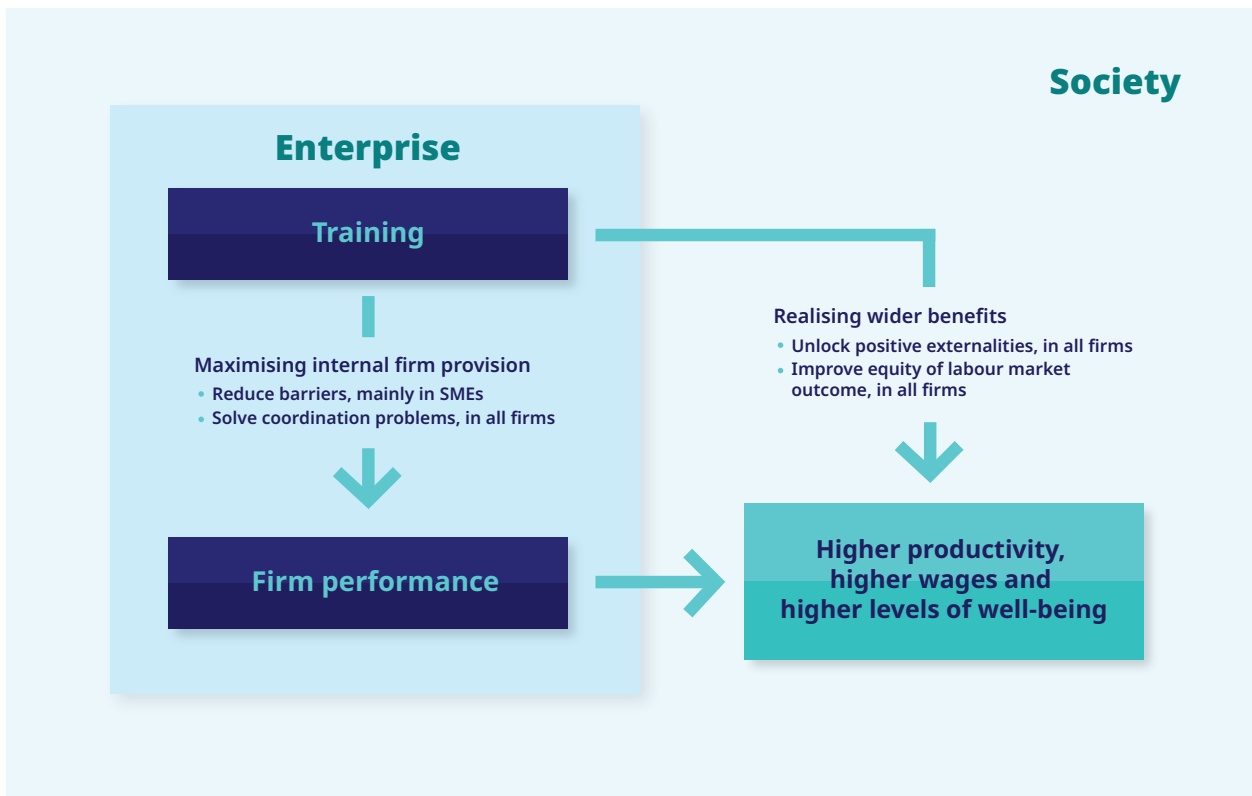 Society
Enterprise
Training
Maximising internal firm provision
• Reduce barriers, mainly in SMEs
• Solve coordination problems, in all firms
Firm performance
Realising wider benefits
• Unlock positive externalities, in all firms
• Improve equity of labour market
outcome, in all firms
Higher productivity,
higher wages and
higher levels of well-being